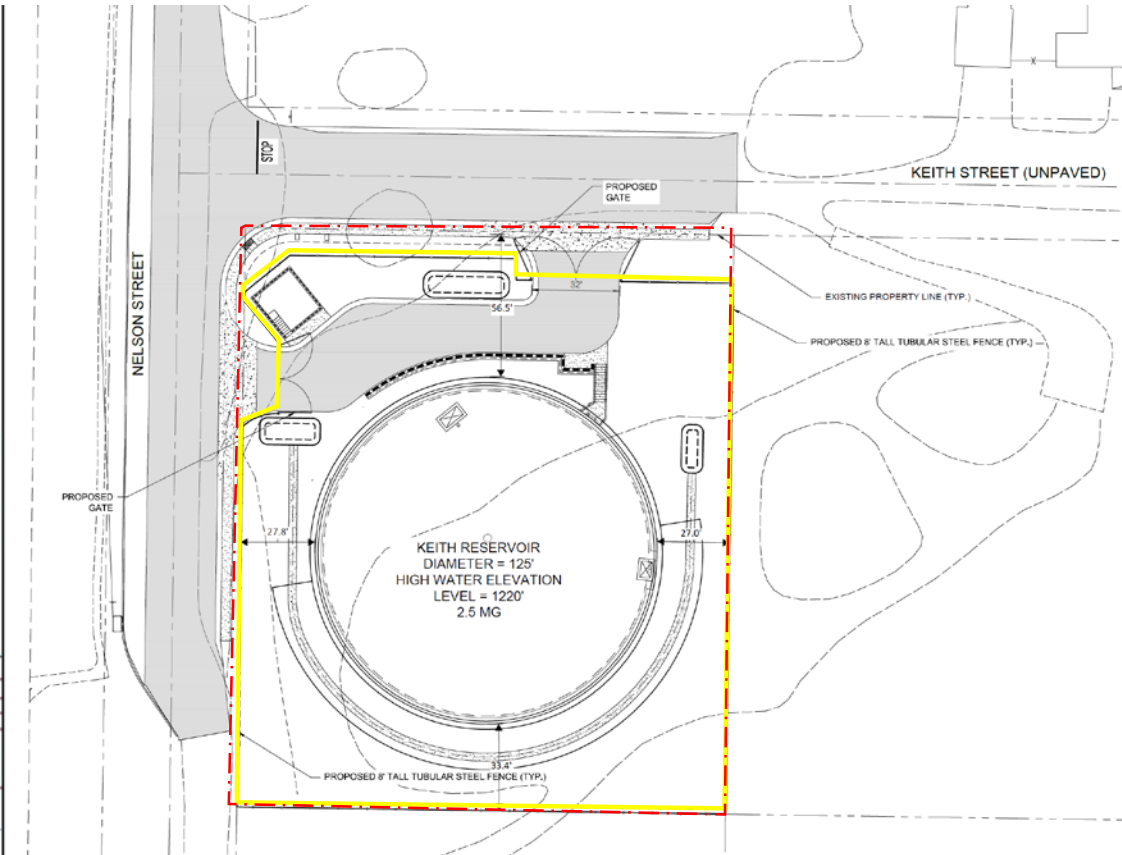 STOP
KEITH STREET (UNPAVED)
PROPOSED
GATE
NELSON STREET
32'
EXISTING PROPERTY LINE (TYP.)
56.5'
PROPOSED 8' TALL TUBULAR STEEL FENCE (TYP.)
PROPOSED
GATE
27.8'
27.0'
KEITH RESERVOIR
DIAMETER = 125'
HIGH WATER ELEVATION
LEVEL = 1220'
2.5 MG
33.4'
PROPOSED 8' TALL TUBULAR STEEL FENCE (TYP.)